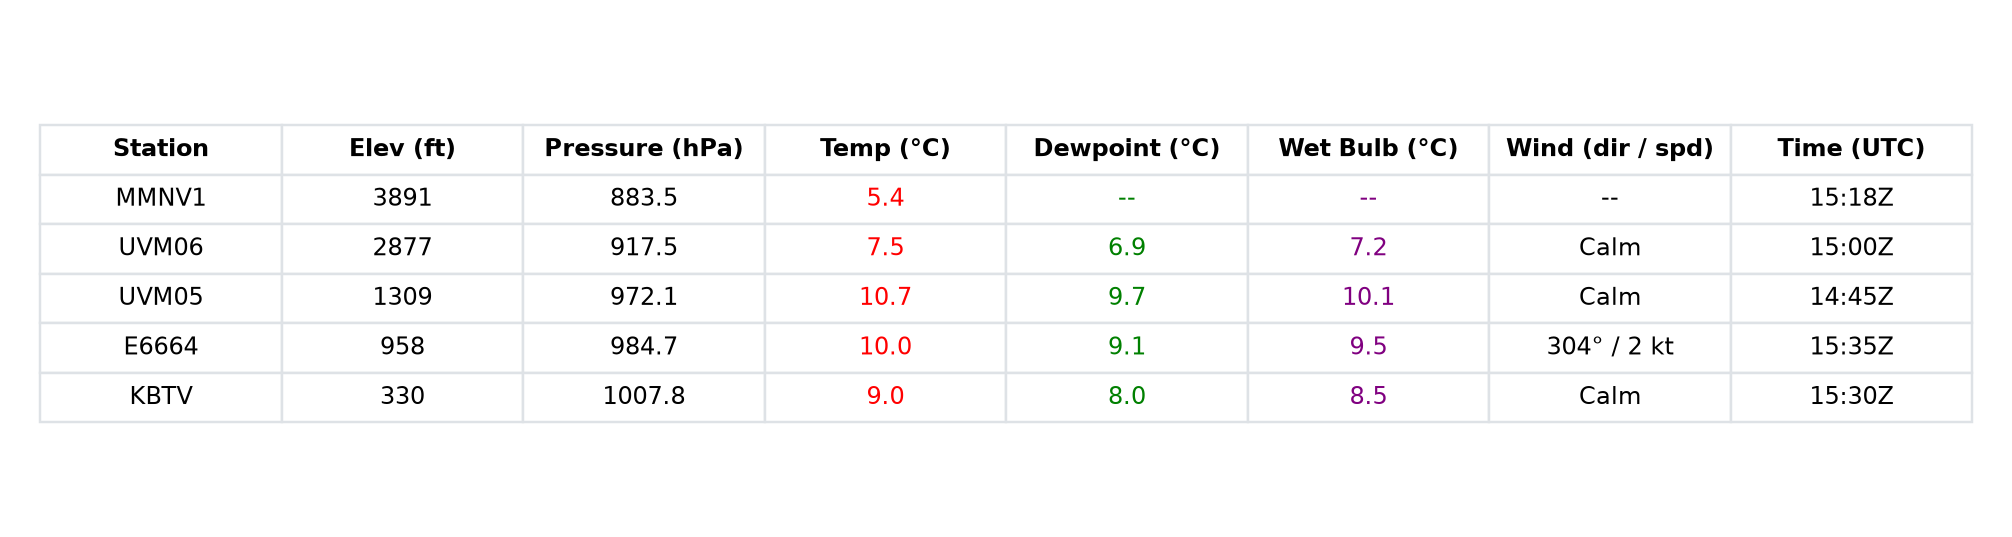 Station Elev (ft) Pressure (hPa) Temp (°C) Dewpoint (°C) Wet Bulb (°C) Wind (dir / spd) Time (UTC)
MMNV1 3891 883.5 5.4 -- -- -- 15:18Z
UVM06 2877 917.5 7.5 6.9 7.2 Calm 15:00Z
UVM05 1309 972.1 10.7 9.7 10.1 Calm 14:45Z
E6664 958 984.7 10.0 9.1 9.5 304° / 2 kt 15:35Z
KBTV 330 1007.8 9.0 8.0 8.5 Calm 15:30Z